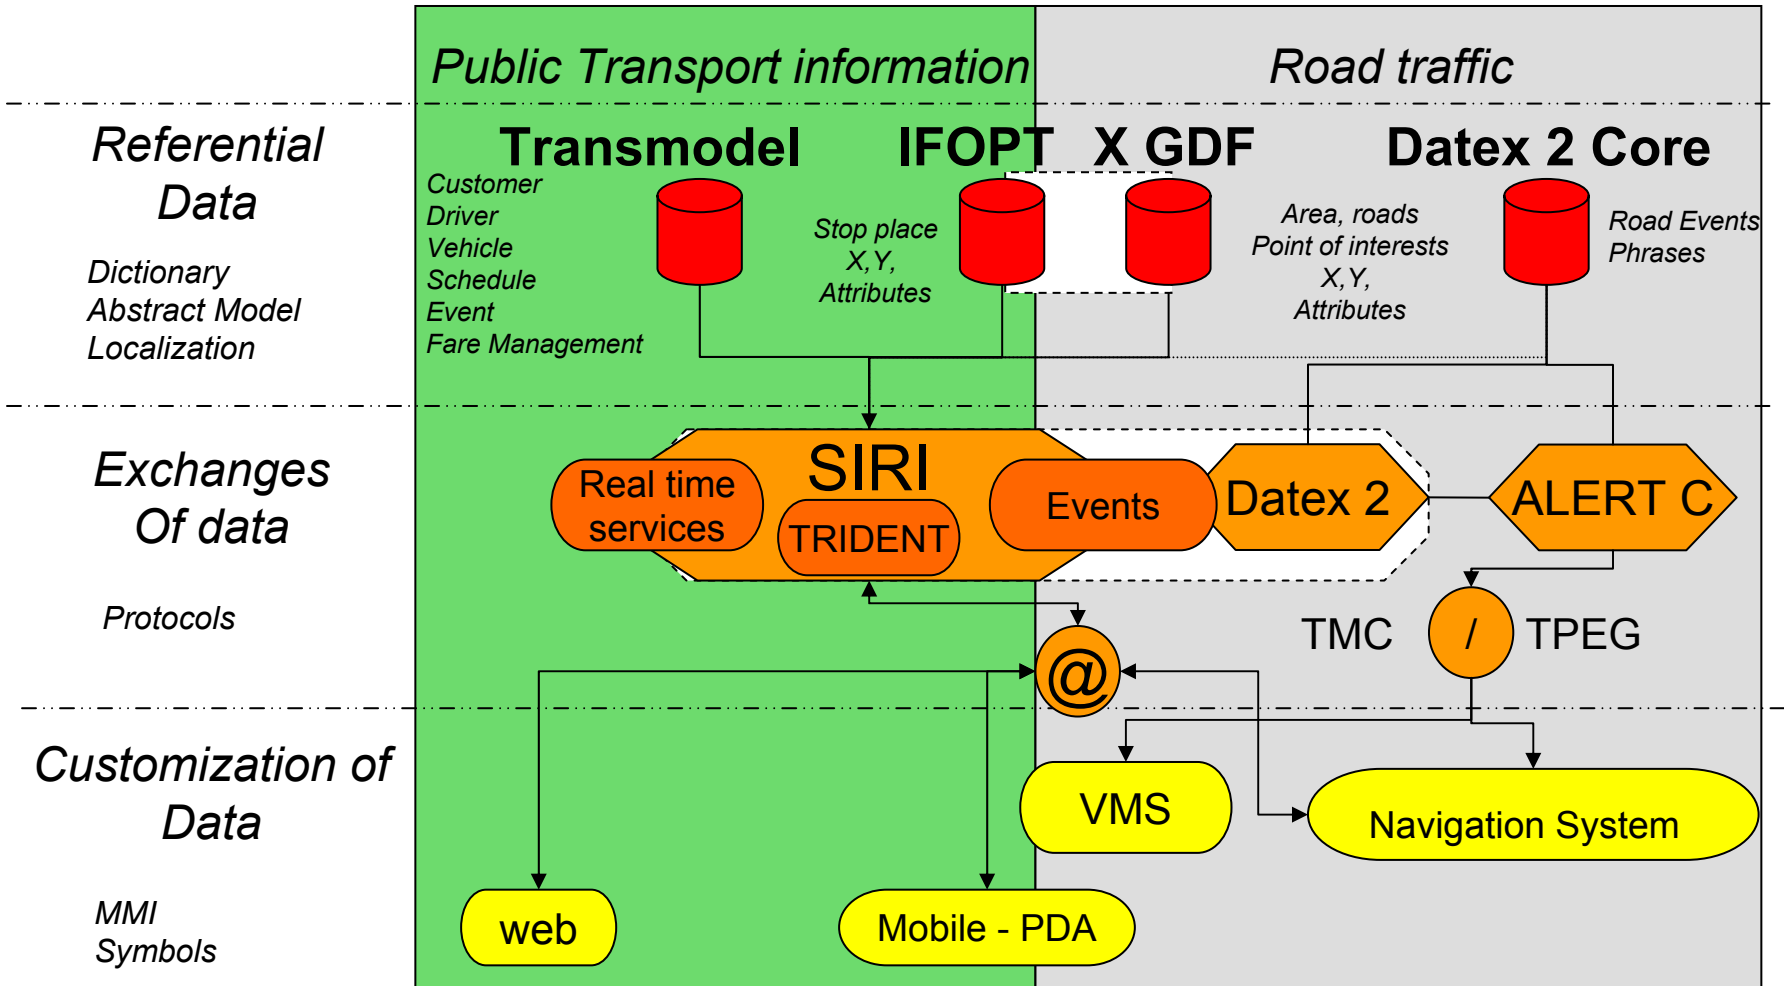 Public Transport information
Road traffic
Referential
Data
Dictionary
Abstract Model
Localization
Transmodel
IFOPT
X GDF
Datex 2 Core
Customer
Driver
Vehicle
Schedule
Event
Fare Management
Stop place
X,Y,
Attributes
Area, roads
Point of interests
X,Y,
Attributes
Road Events
Phrases
Exchanges
Of data
Protocols
SIRI
Real time
services
TRIDENT
Events
Datex 2
ALERT C
TMC
/
TPEG
@
Customization of
Data
MMI
Symbols
VMS
Navigation System
web
Mobile - PDA